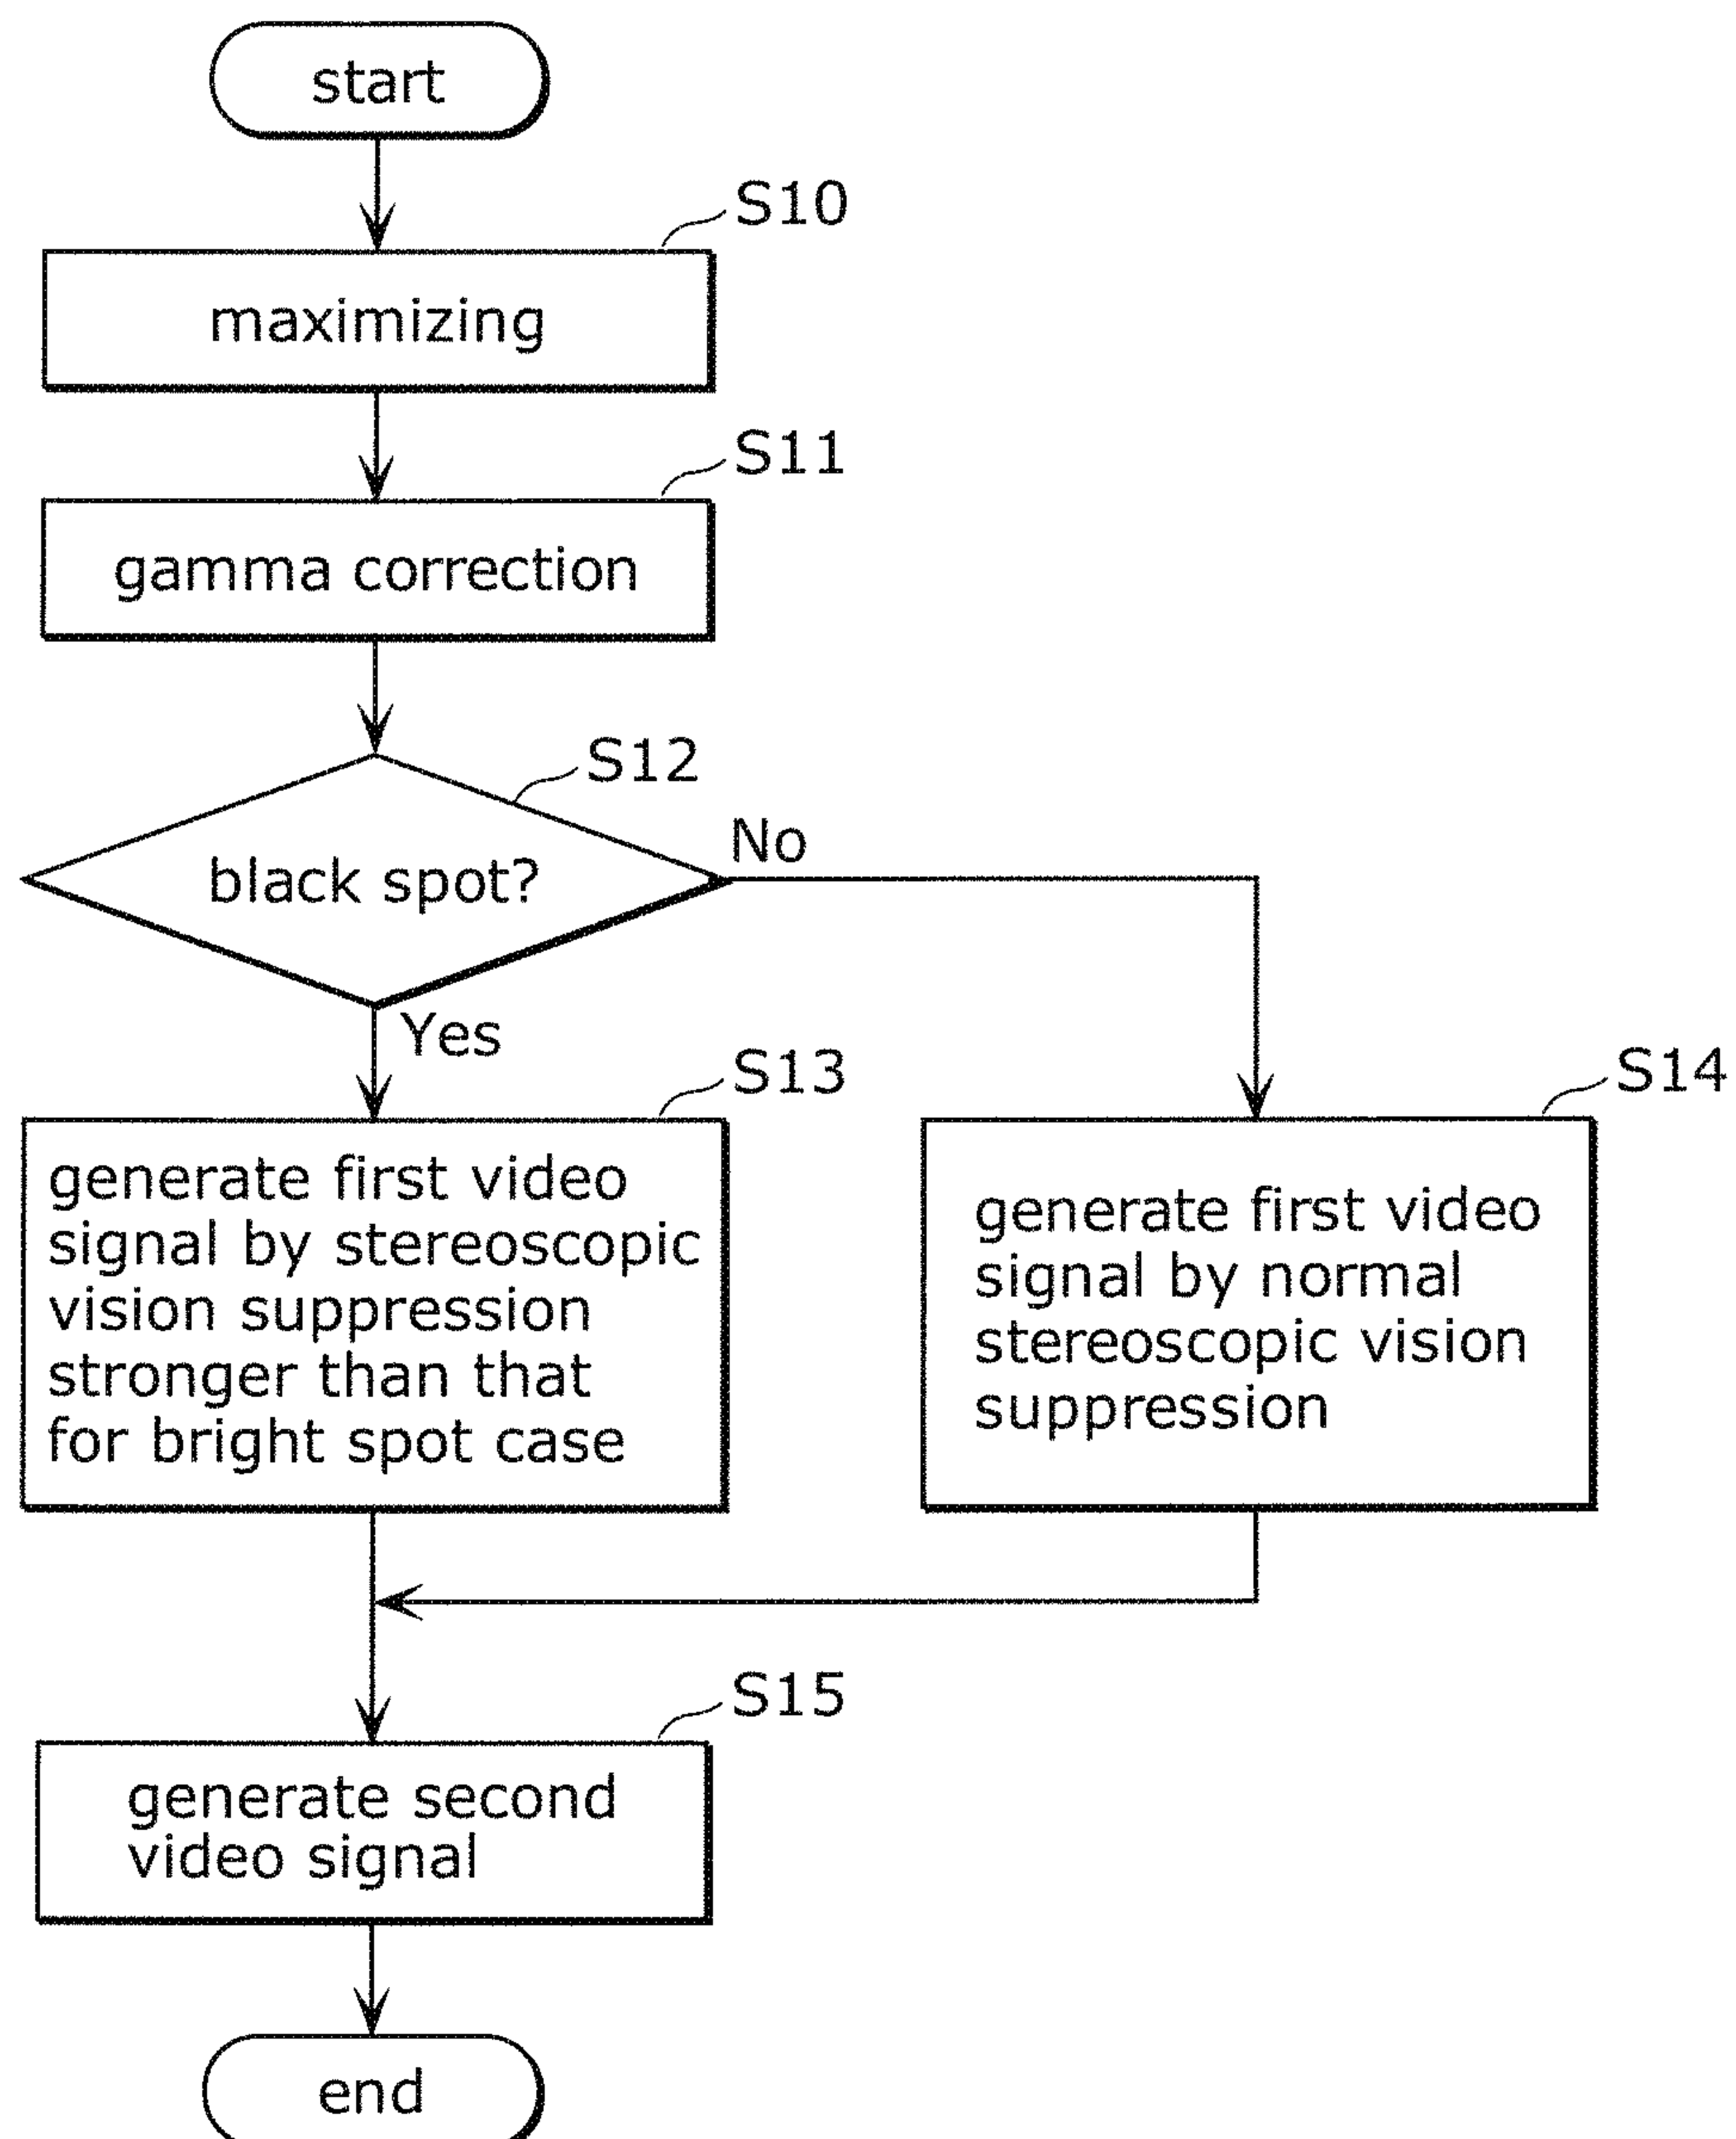 start
S10
maximizing
S11
gamma correction
S12
black spot?
No
Yes
S13
generate first video
signal by stereoscopic
vision suppression
stronger than that
for bright spot case
S14
generate first video
signal by normal
stereoscopic vision
suppression
S15
generate second
video signal
end